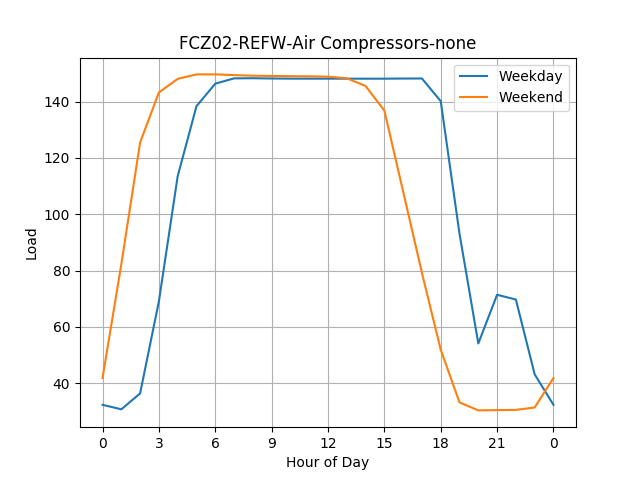 FCZ02-REFW-Air Compressors-none
Weekday
Weekend
140
120
100
80
60
40
Load
0 3 6 9 12 15 18 21 0
Hour of Day